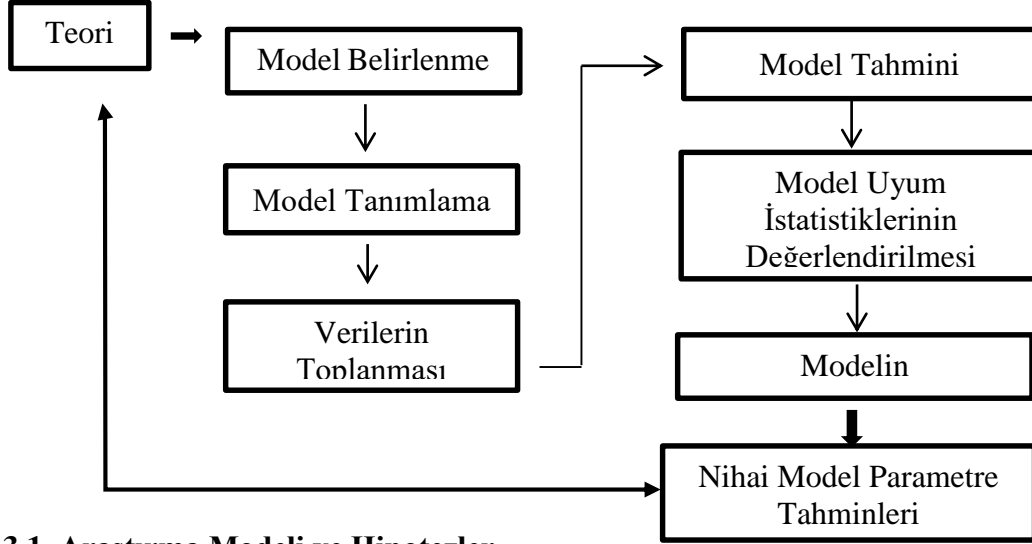 Teori
Model Belirlenme
Model Tanımlama
Verilerin
Toplanması
Model Tahmini
Model Uyum
İstatistiklerinin
Değerlendirilmesi
Modelin
Nihai Model Parametre
Tahminleri
3.1. Araştırma Modeli ve Hipotezler